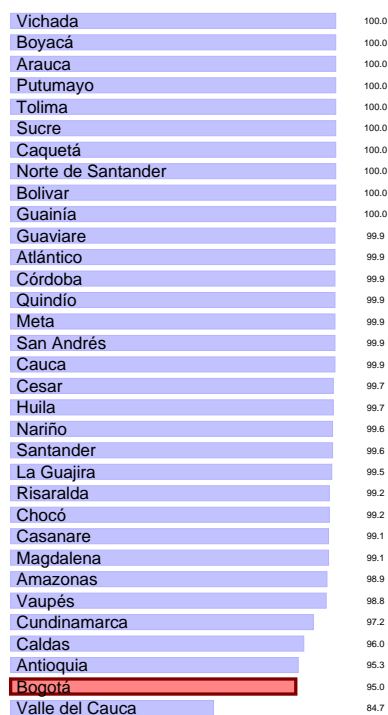 Vichada 100.0
Boyacá 100.0
Arauca 100.0
Putumayo 100.0
Tolima 100.0
Sucre 100.0
Caquetá 100.0
Norte de Santander 100.0
Bolivar 100.0
Guainía 100.0
Guaviare 99.9
Atlántico 99.9
Córdoba 99.9
Quindío 99.9
Meta 99.9
San Andrés 99.9
Cauca 99.9
Cesar 99.7
Huila 99.7
Nariño 99.6
Santander 99.6
La Guajira 99.5
Risaralda 99.2
Chocó 99.2
Casanare 99.1
Magdalena 99.1
Amazonas 98.9
Vaupés 98.8
Cundinamarca 97.2
Caldas 96.0
Antioquia 95.3
Bogotá 95.0
Valle del Cauca 84.7